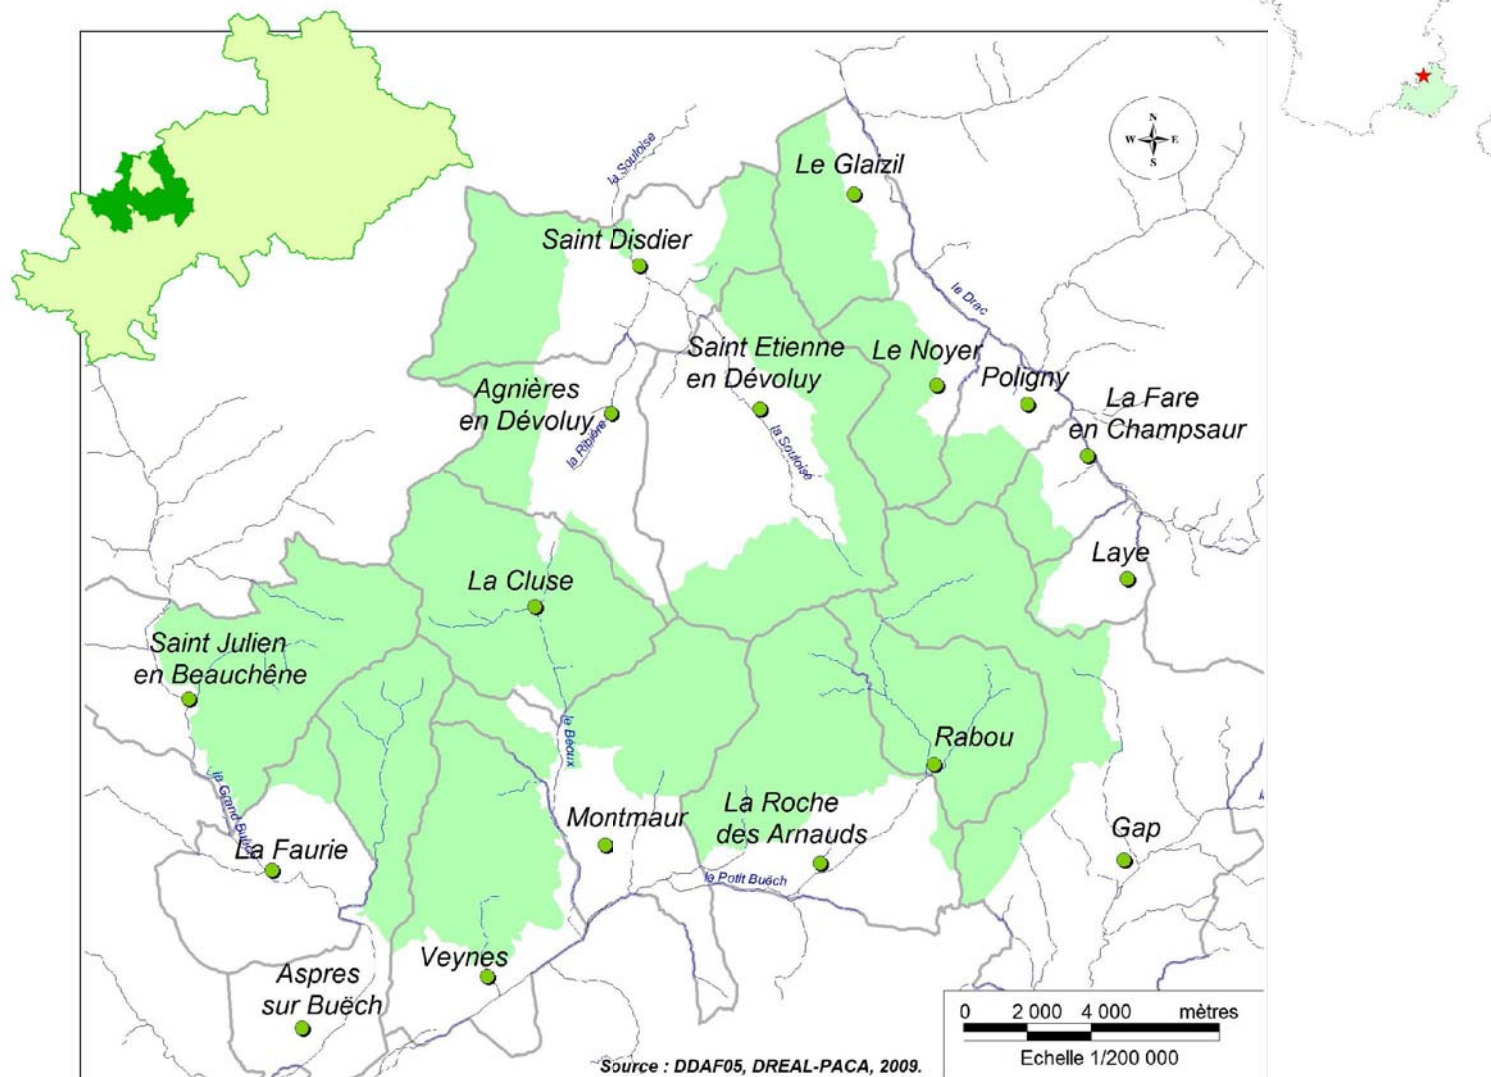 N
W E
S
la Souloise
Le Glaizil
Saint Disdier
le Drac
Saint Etienne
en Dévoluy
Le Noyer
Poligny
Agnières
en Dévoluy
La Fare
en Champsaur
la Ribière
la Souloise
Laye
La Cluse
Saint Julien
en Beauchêne
le Béoux
Rabou
le Grand Buëch
Montmaur
La Roche
des Arnauds
Gap
La Faurie
le Petit Buëch
Veynes
Aspres
sur Buëch
0 2 000 4 000 mètres
Echelle 1/200 000
Source : DDAF05, DREAL-PACA, 2009.